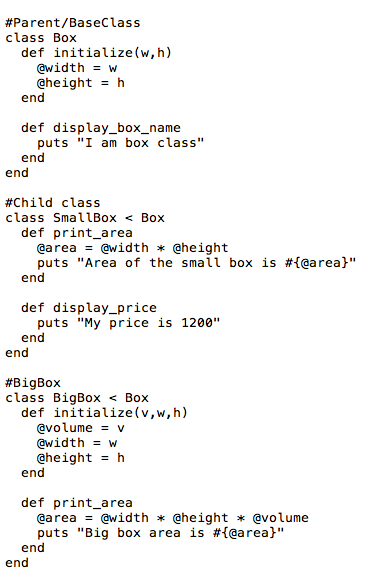 #Parent/BaseClass
class Box
  def initialize(w,h)
    @width = w
    @height = h
  end

  def display_box_name
    puts "I am box class"
  end
end

#Child class
class SmallBox < Box
  def print_area
    @area = @width * @height
    puts "Area of the small box is #{@area}"
  end

  def display_price
    puts "My price is 1200"
  end
end

#BigBox
class BigBox < Box
  def initialize(v,w,h)
    @volume = v
    @width = w
    @height = h
  end

  def print_area
    @area = @width * @height * @volume
    puts "Big box area is #{@area}"
  end
end